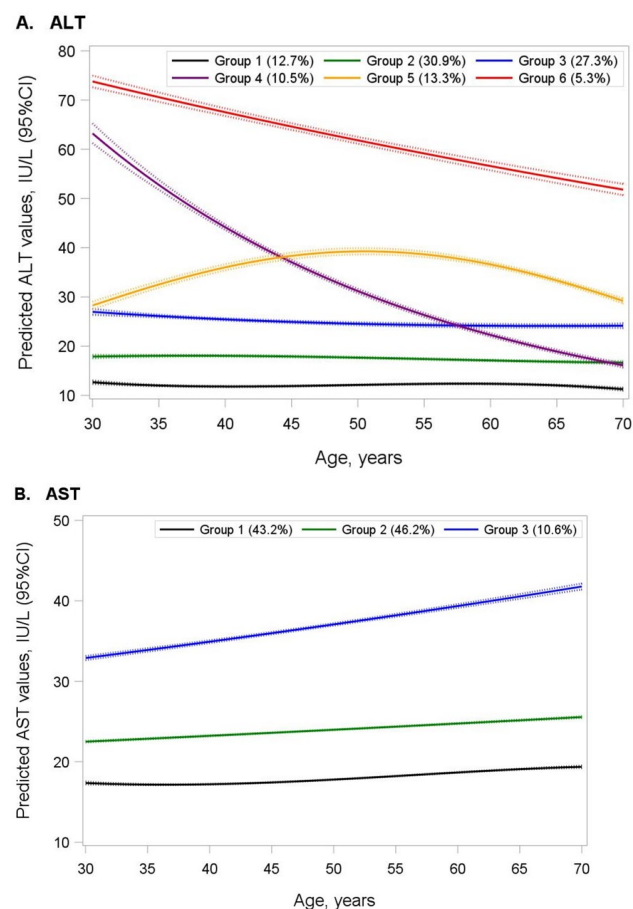 A. ALT
Group 1 (12.7%) Group 2 (30.9%) Group 3 (27.3%)
Group 4 (10.5%) Group 5 (13.3%) Group 6 (5.3%)
Predicted ALT values, IU/L (95%CI)
80
70
60
50
40
30
20
10
30 35 40 45 50 55 60 65 70
Age, years
B. AST
Group 1 (43.2%) Group 2 (46.2%) Group 3 (10.6%)
Predicted AST values, IU/L (95%CI)
50
40
30
20
10
30 35 40 45 50 55 60 65 70
Age, years